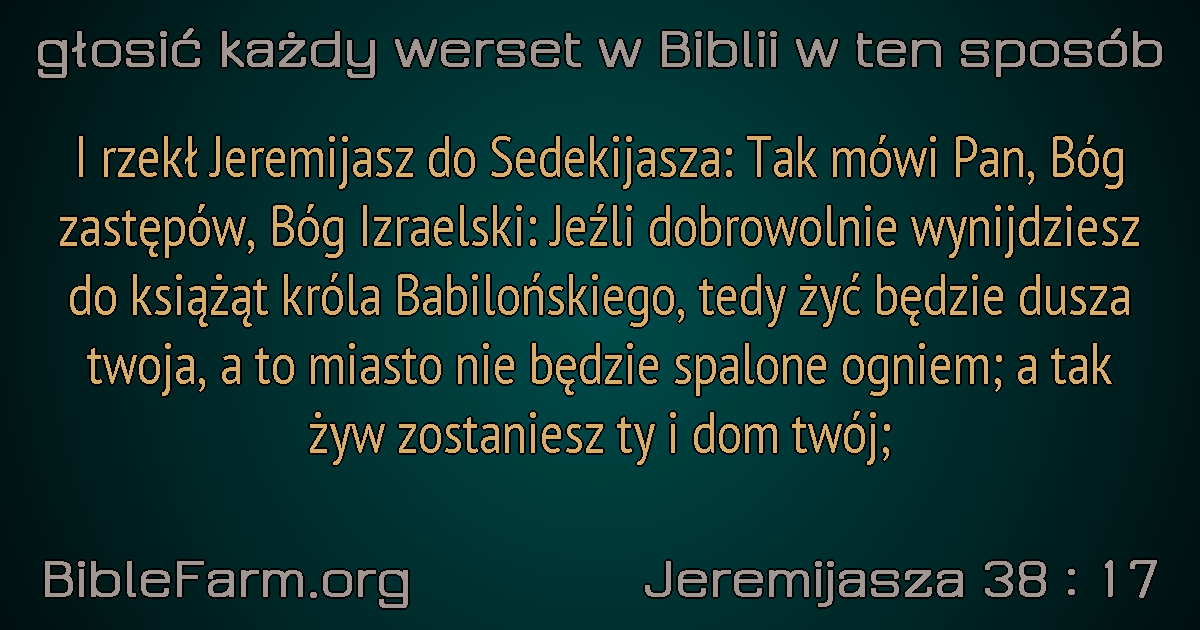 głosić każdy werset w Biblii w ten sposób
I rzekł Jeremijasz do Sedekijasza: Tak mówi Pan, Bóg
zastępów, Bóg Izraelski: Jeźli dobrowolnie wynijdziesz
do książąt króla Babilońskiego, tedy żyć będzie dusza
twoja, a to miasto nie będzie spalone ogniem; a tak
żyw zostaniesz ty i dom twój;
BibleFarm.org
Jeremijasza 38 : 17